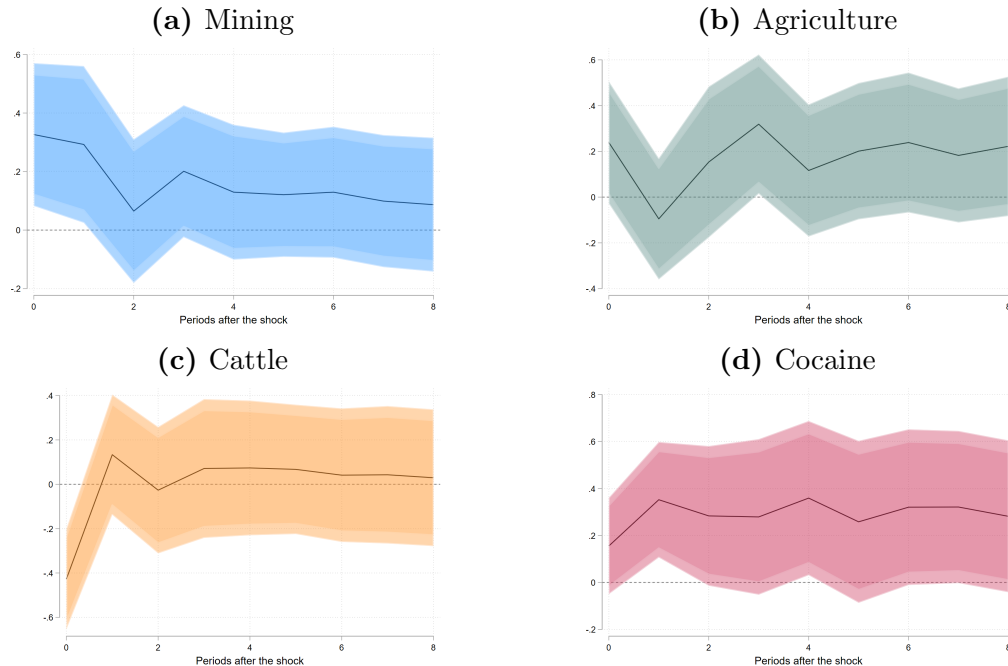 (a) Mining
.6
.4
.2
0
-.2
0 2 4 6 8
Periods after the shock
(b) Agriculture
.6
.4
.2
0
-.2
-.4
0 2 4 6 8
Periods after the shock
(c) Cattle
.4
.2
0
-.2
-.4
-.6
0 2 4 6 8
Periods after the shock
(d) Cocaine
.8
.6
.4
.2
0
-.2
0 2 4 6 8
Periods after the shock